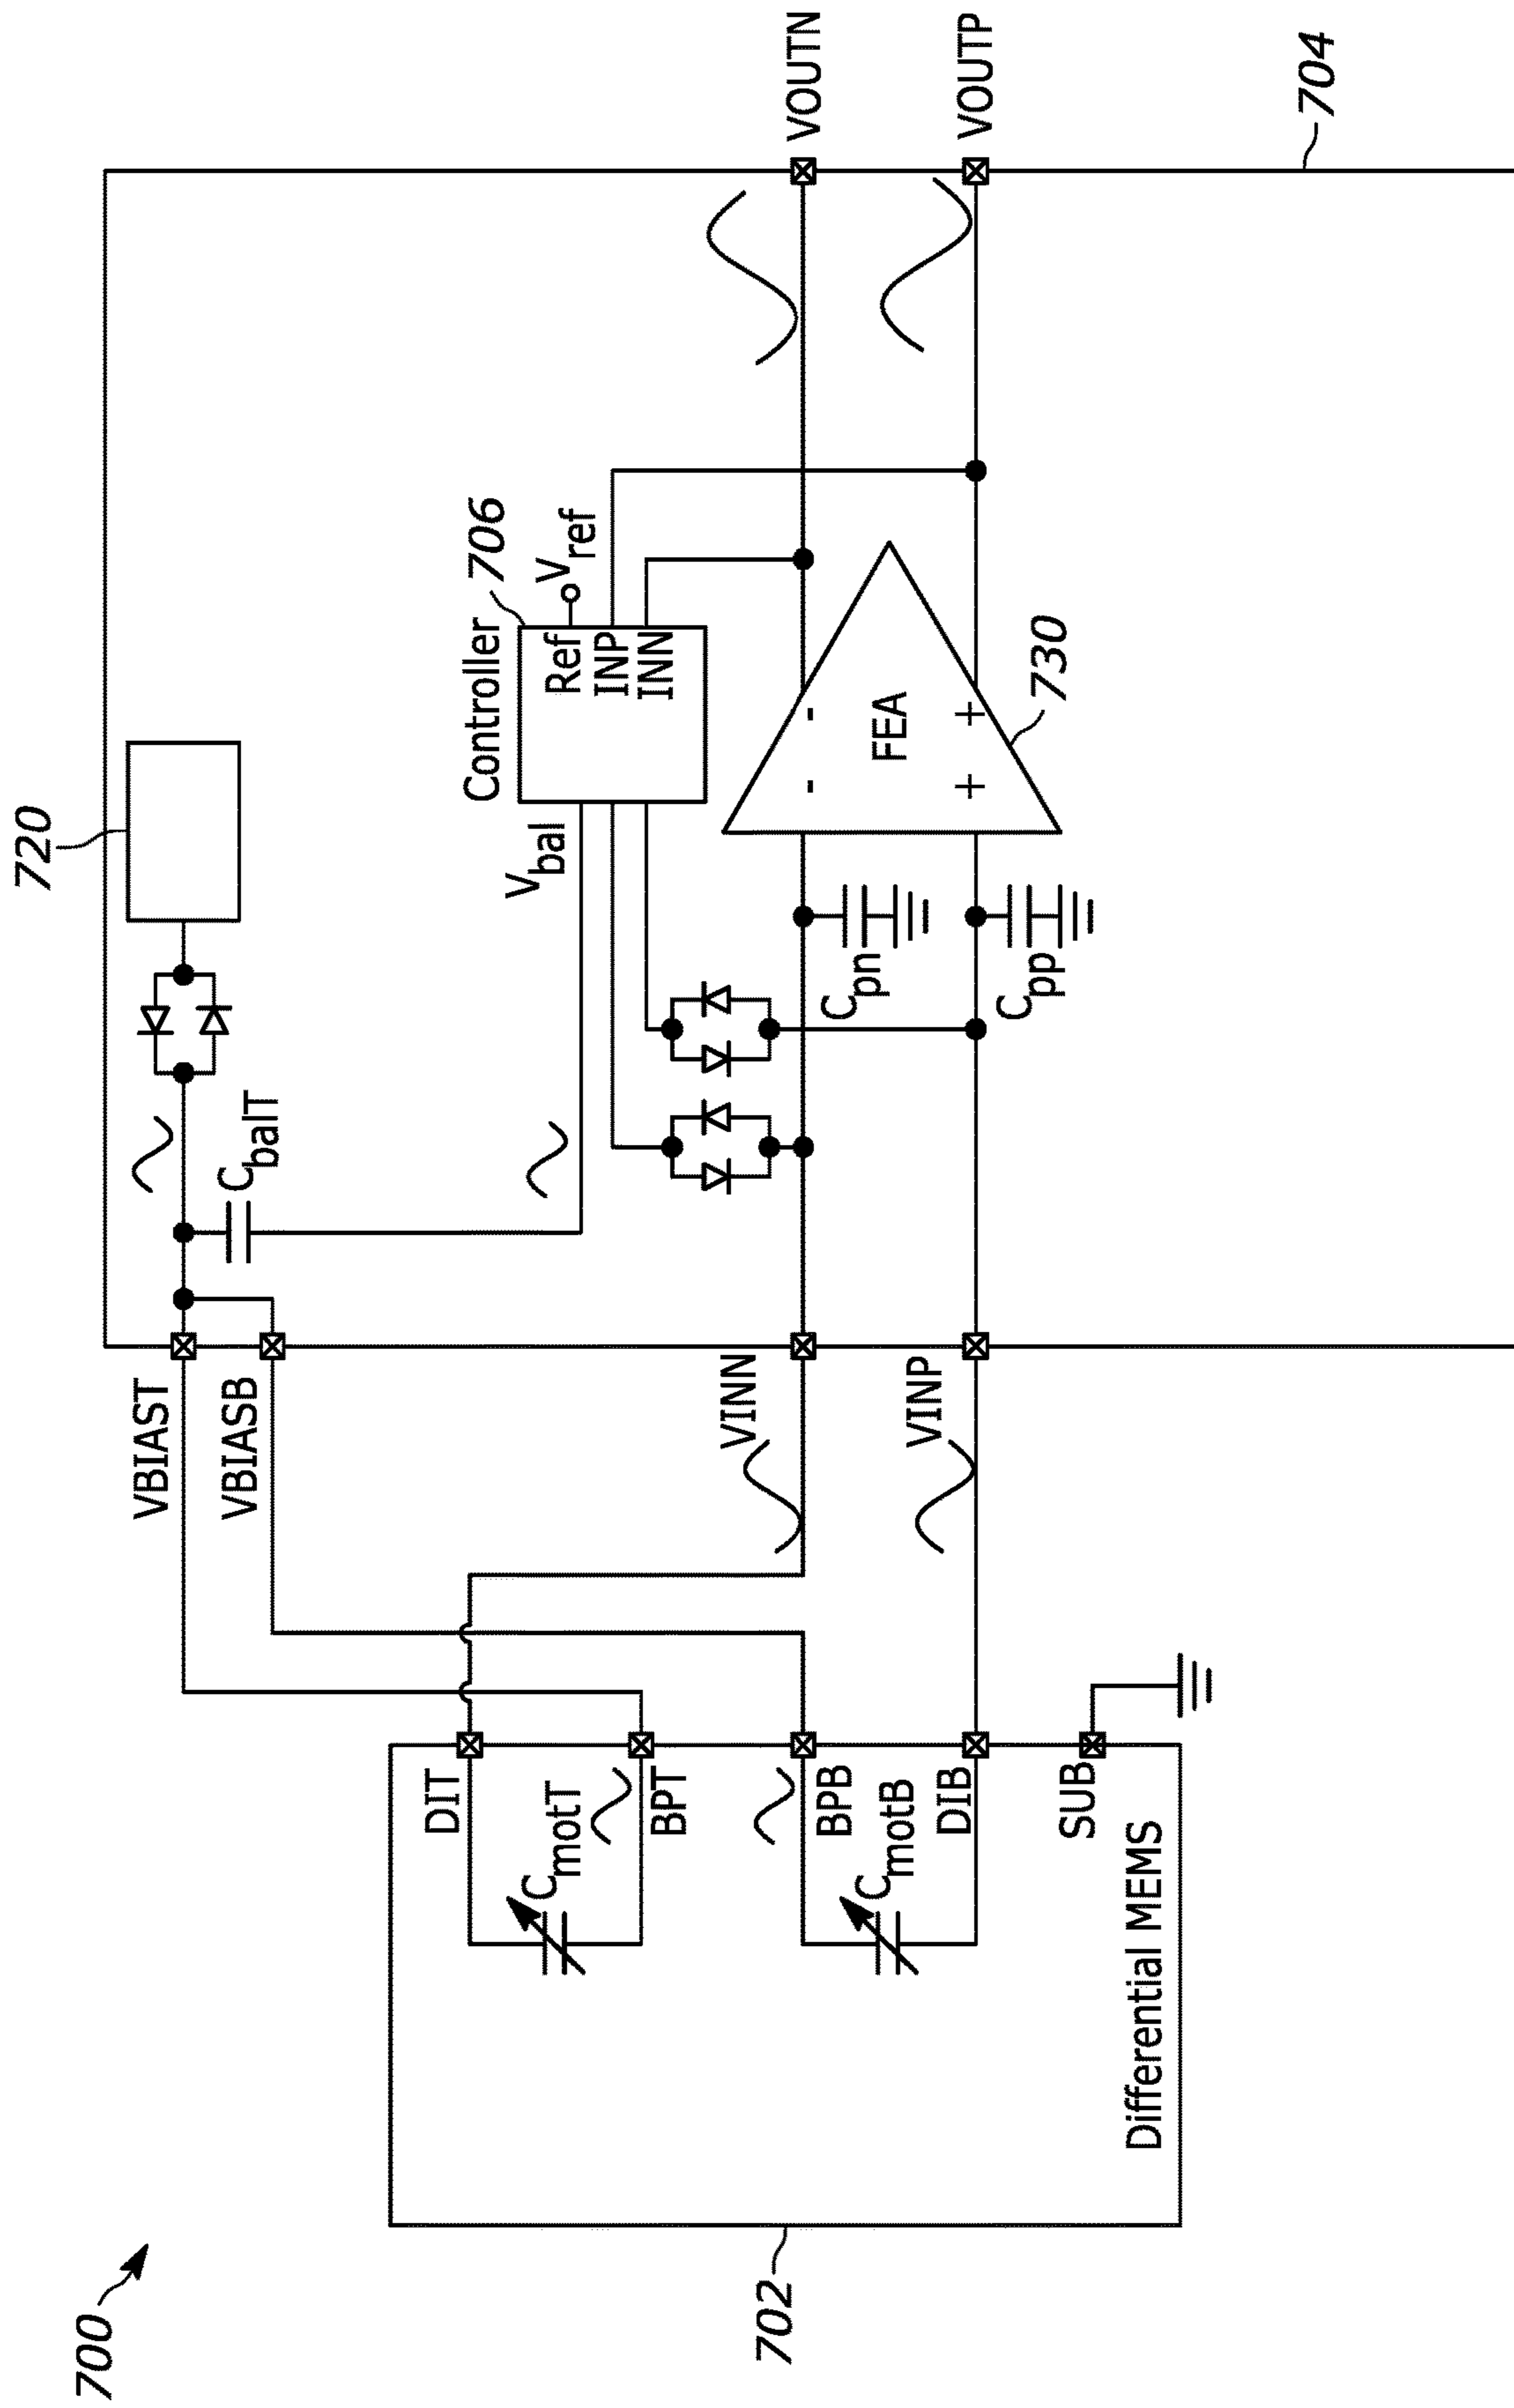 700
702
Differential MEMS
DIT
CmotT
BPT
BPB
CmotB
DIB
SUB
VBIAST
VBIASB
VINN
VINP
720
CbalT
Vbal
Controller
706
Ref
INP
INN
Vref
Cpn
Cpp
- -
FEA
+ +
730
VOUTN
VOUTP
704